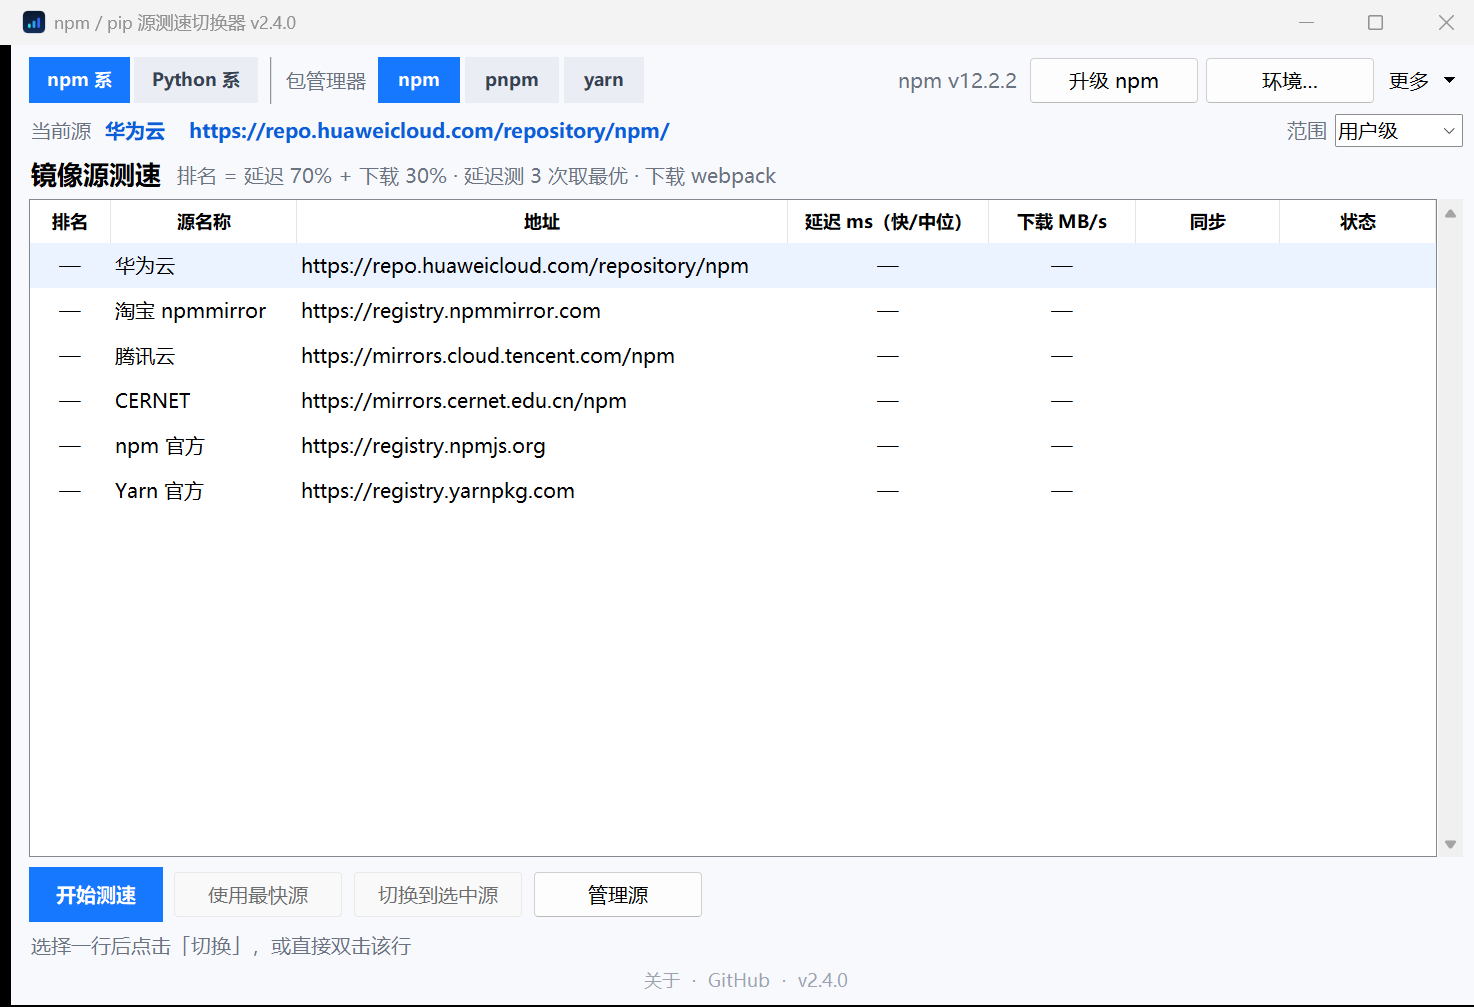 npm / pip 源测速切换器 v2.4.0
npm 系 Python 系 包管理器 npm pnpm yarn npm v12.2.2 升级 npm 环境... 更多
当前源 华为云 https://repo.huaweicloud.com/repository/npm/ 范围 用户级
镜像源测速 排名 = 延迟 70% + 下载 30% · 延迟测 3 次取最优 · 下载 webpack
排名 源名称 地址 延迟 ms（快/中位） 下载 MB/s 同步 状态
— 华为云 https://repo.huaweicloud.com/repository/npm — —
— 淘宝 npmmirror https://registry.npmmirror.com — —
— 腾讯云 https://mirrors.cloud.tencent.com/npm — —
— CERNET https://mirrors.cernet.edu.cn/npm — —
— npm 官方 https://registry.npmjs.org — —
— Yarn 官方 https://registry.yarnpkg.com — —
开始测速 使用最快源 切换到选中源 管理源
选择一行后点击「切换」，或直接双击该行
关于 · GitHub · v2.4.0